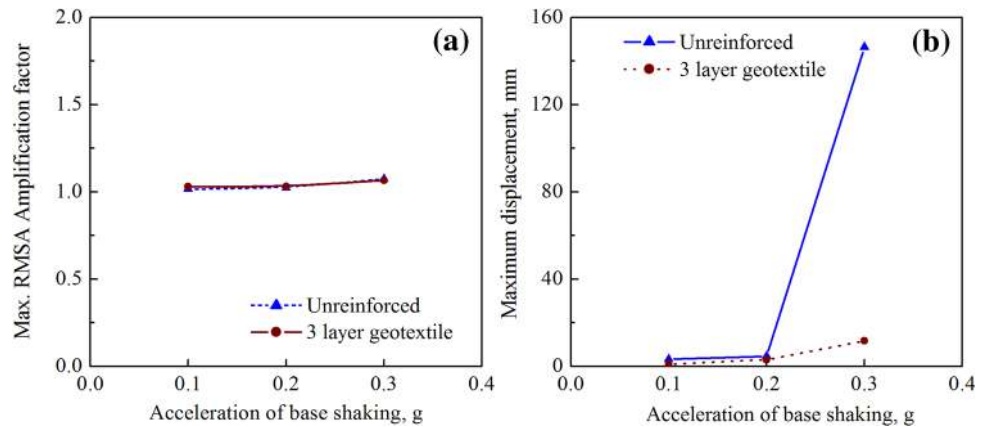 (a)
2.0
1.5
1.0
0.5
0.0
Max. RMSA Amplification factor
Unreinforced
3 layer geotextile
0.0 0.1 0.2 0.3 0.4
Acceleration of base shaking, g
(b)
160
120
80
40
0
Maximum displacement, mm
Unreinforced
3 layer geotextile
0.0 0.1 0.2 0.3 0.4
Acceleration of base shaking, g